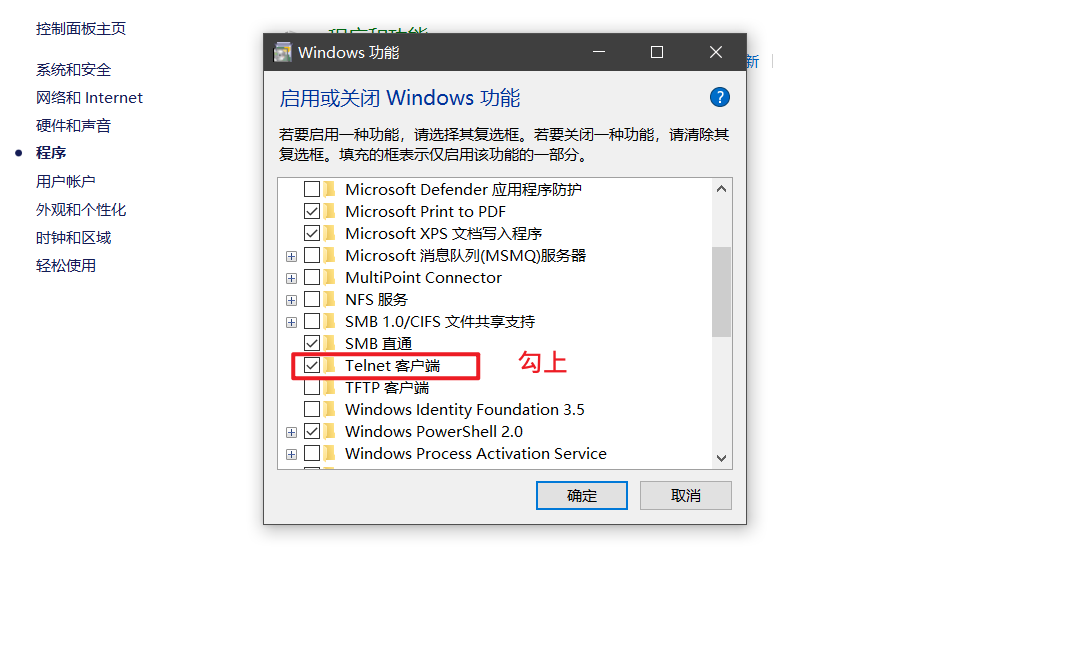 控制面板主页
系统和安全
网络和 Internet
硬件和声音
程序
用户帐户
外观和个性化
时钟和区域
轻松使用
程序和功能
新
Windows 功能
启用或关闭 Windows 功能
若要启用一种功能，请选择其复选框。若要关闭一种功能，请清除其
复选框。填充的框表示仅启用该功能的一部分。
Microsoft Defender 应用程序防护
Microsoft Print to PDF
Microsoft XPS 文档写入程序
Microsoft 消息队列(MSMQ)服务器
MultiPoint Connector
NFS 服务
SMB 1.0/CIFS 文件共享支持
SMB 直通
Telnet 客户端
勾上
TFTP 客户端
Windows Identity Foundation 3.5
Windows PowerShell 2.0
Windows Process Activation Service
确定
取消